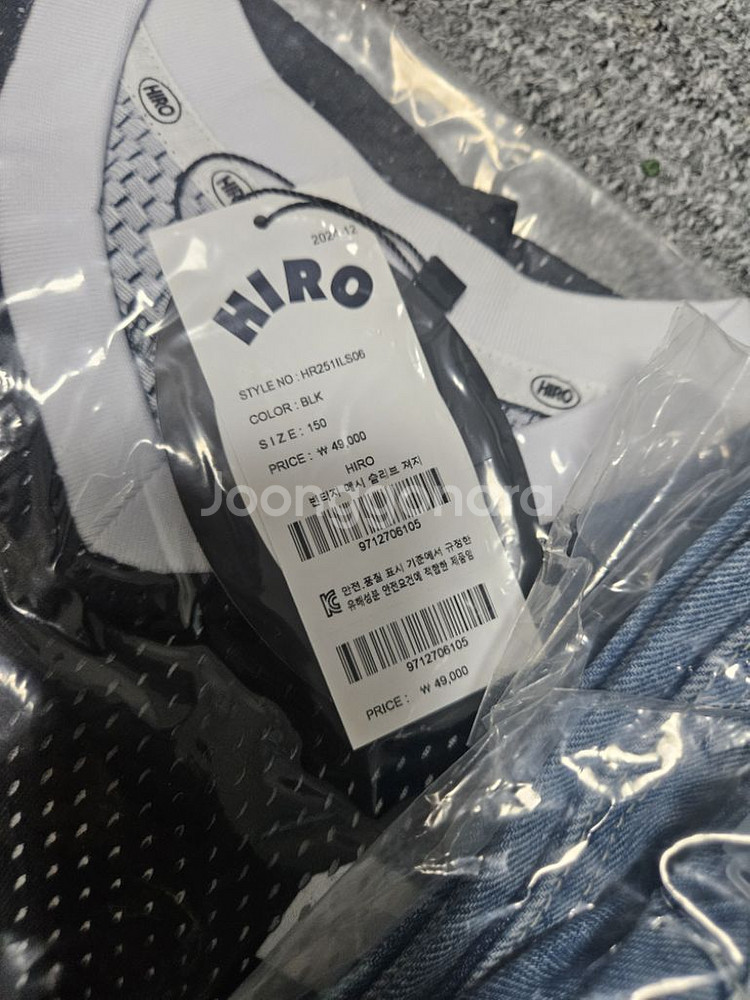 HIRO
HIRO
2024-12
HIRO
STYLE NO : HR251ILS06
COLOR : BLK
SIZE : 150
PRICE : ₩ 49,000
HIRO
HIRO
빈티지 메시 슬리브 져지
Joonggonara
9712706105
안전.품질 표시 기준에서 규정한
유해성분 안전요건에 적합한 제품임
9712706105
PRICE : ₩ 49,000